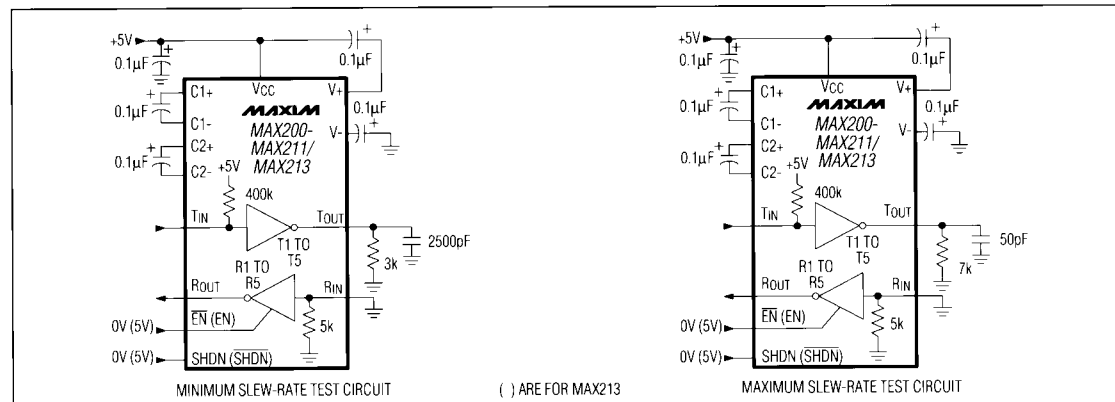 +5V
0.1µF
0.1µF
0.1µF
0.1µF
0.1µF
C1+
C1-
C2+
C2-
VCC
V+
V-
MAXIM
MAX200-
MAX211/
MAX213
+5V
400k
TIN
TOUT
T1 TO
T5
2500pF
3k
R1 TO
R5
ROUT
RIN
5k
0V (5V)
EN (EN)
0V (5V)
SHDN (SHDN)
MINIMUM SLEW-RATE TEST CIRCUIT
( ) ARE FOR MAX213
+5V
0.1µF
0.1µF
0.1µF
0.1µF
0.1µF
C1+
C1-
C2+
C2-
VCC
V+
V-
MAXIM
MAX200-
MAX211/
MAX213
+5V
400k
TIN
TOUT
T1 TO
T5
50pF
7k
R1 TO
R5
ROUT
RIN
5k
0V (5V)
EN (EN)
0V (5V)
SHDN (SHDN)
MAXIMUM SLEW-RATE TEST CIRCUIT